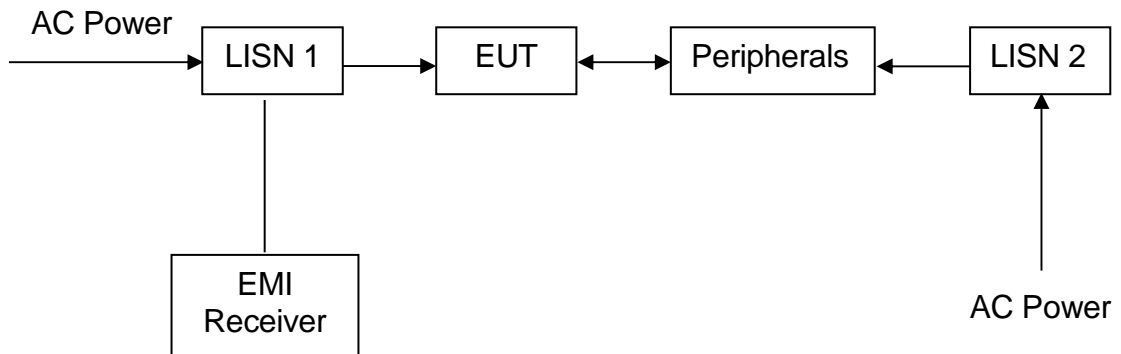 AC Power
LISN 1
EUT
Peripherals
LISN 2
EMI
Receiver
AC Power